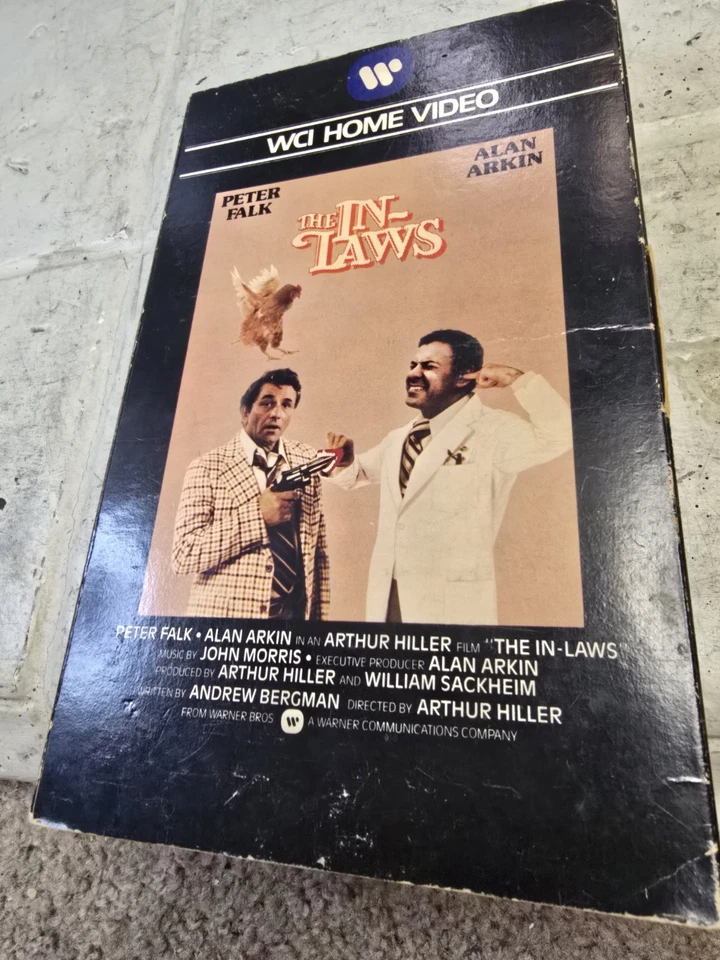 WCI HOME VIDEO
PETER
FALK
ALAN
ARKIN
THE IN-
LAWS
PETER FALK • ALAN ARKIN IN AN ARTHUR HILLER FILM "THE IN-LAWS"
MUSIC BY JOHN MORRIS • EXECUTIVE PRODUCER ALAN ARKIN
PRODUCED BY ARTHUR HILLER AND WILLIAM SACKHEIM
WRITTEN BY ANDREW BERGMAN DIRECTED BY ARTHUR HILLER
FROM WARNER BROS A WARNER COMMUNICATIONS COMPANY